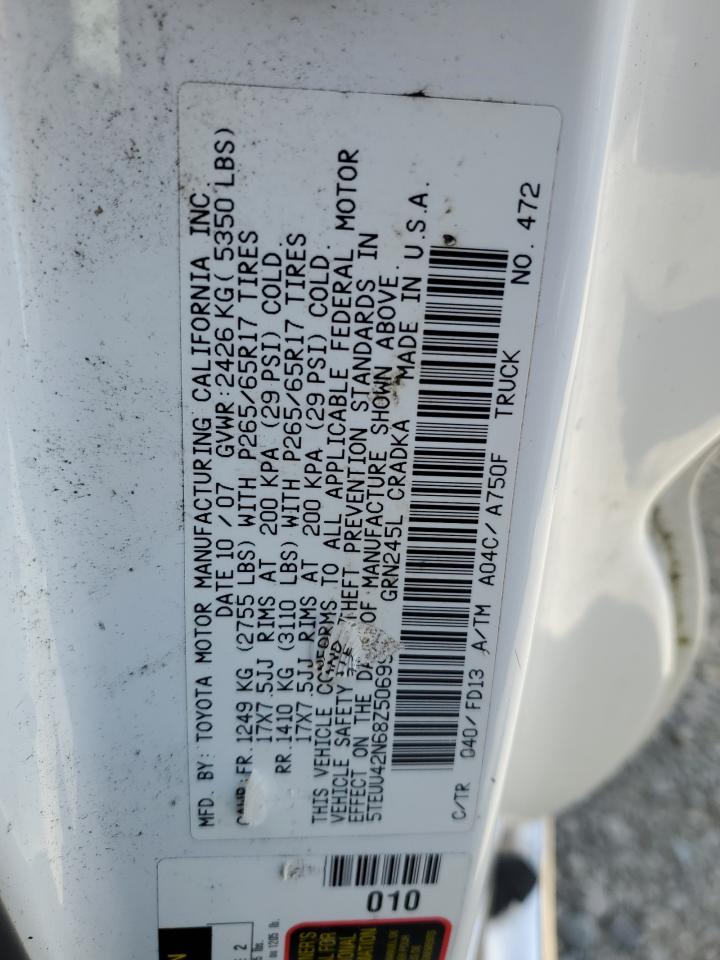 MFD. BY: TOYOTA MOTOR MANUFACTURING CALIFORNIA INC.
DATE 10 / 07 GVWR: 2426 KG ( 5350 LBS)
GAWR: FR. 1249 KG (2755 LBS) WITH P265/65R17 TIRES
17X7.5JJ RIMS AT 200 KPA (29 PSI) COLD.
RR. 1410 KG (3110 LBS) WITH P265/65R17 TIRES
17X7.5JJ RIMS AT 200 KPA (29 PSI) COLD.
THIS VEHICLE CONFORMS TO ALL APPLICABLE FEDERAL MOTOR
VEHICLE SAFETY AND THEFT PREVENTION STANDARDS IN
EFFECT ON THE DATE OF MANUFACTURE SHOWN ABOVE.
GRN245L CRADKA MADE IN U.S.A.
C/TR 040/FD13 A/TM A04C/A750F TRUCK NO. 472
010